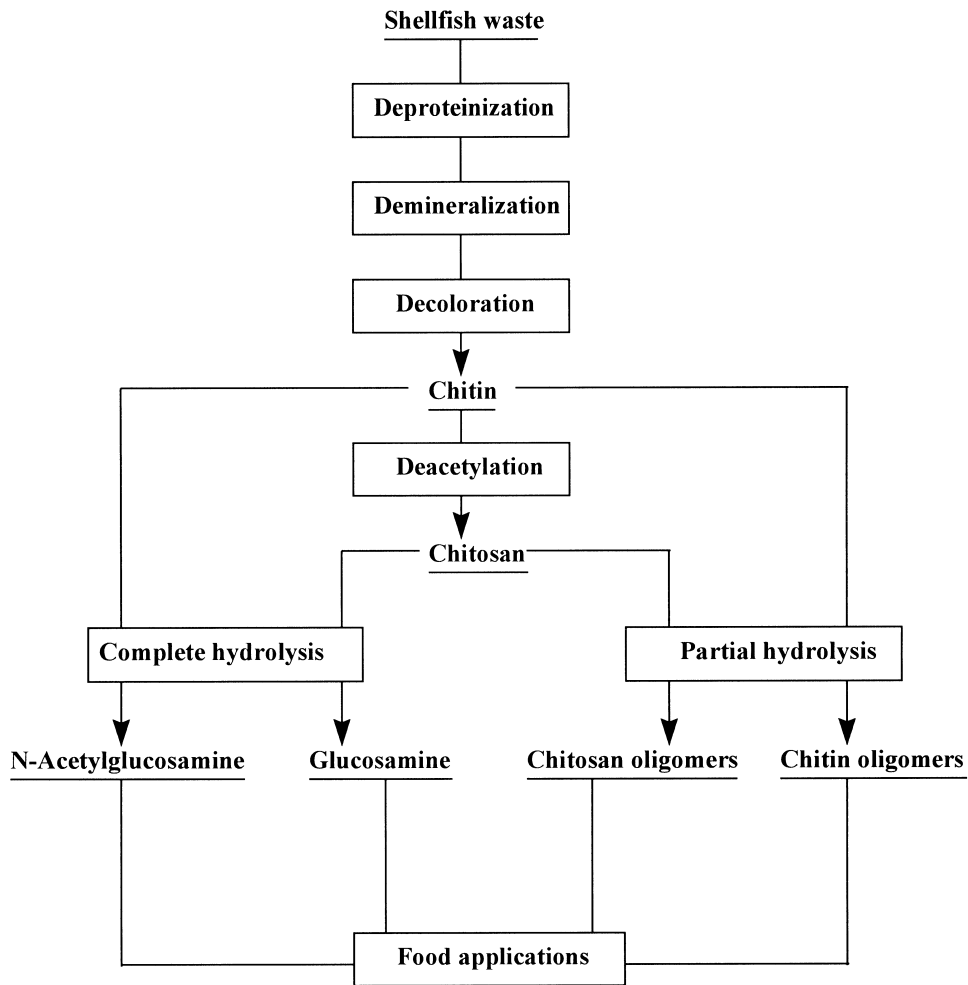 Shellfish waste
Deproteinization
Demineralization
Decoloration
Chitin
Deacetylation
Chitosan
Complete hydrolysis
Partial hydrolysis
N-Acetylglucosamine
Glucosamine
Chitosan oligomers
Chitin oligomers
Food applications